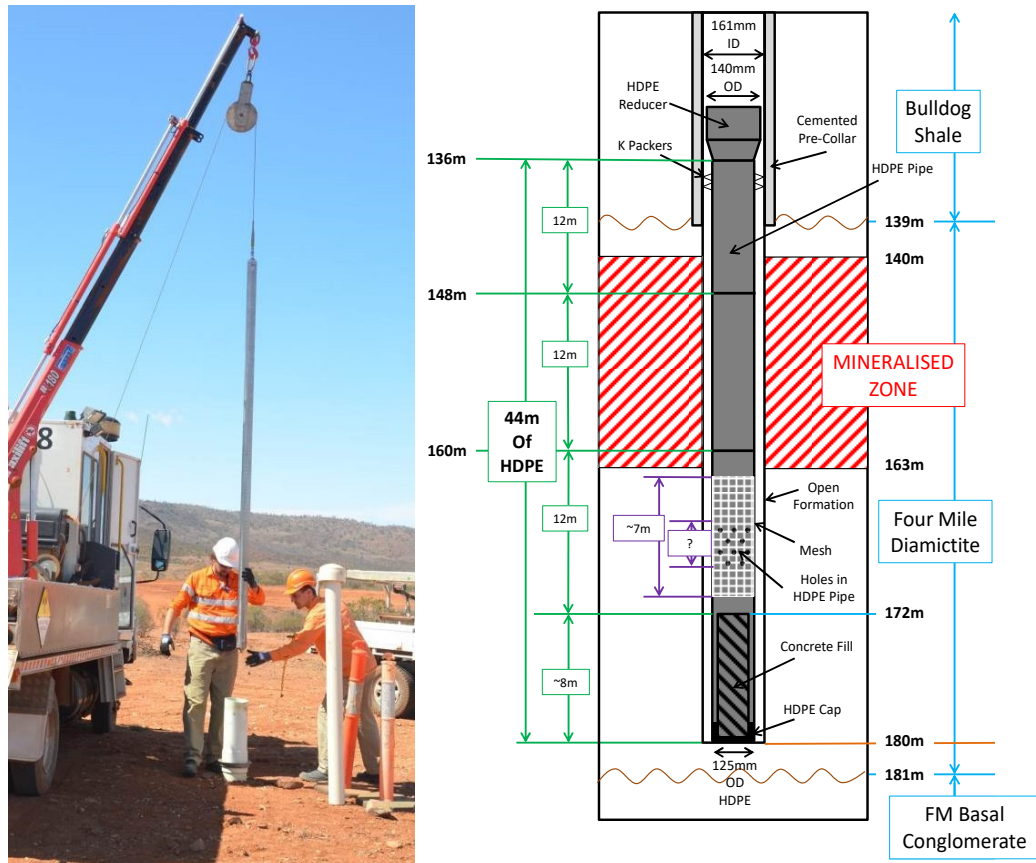 8
180
161mm
ID
140mm
OD
HDPE
Reducer
K Packers
Cemented
Pre-Collar
HDPE Pipe
Bulldog
Shale
136m
12m
139m
140m
148m
12m
MINERALISED
ZONE
44m
Of
HDPE
160m
163m
12m
~7m
?
Open
Formation
Mesh
Holes in
HDPE Pipe
Four Mile
Diamictite
172m
~8m
Concrete Fill
HDPE Cap
180m
125mm
OD
HDPE
181m
FM Basal
Conglomerate